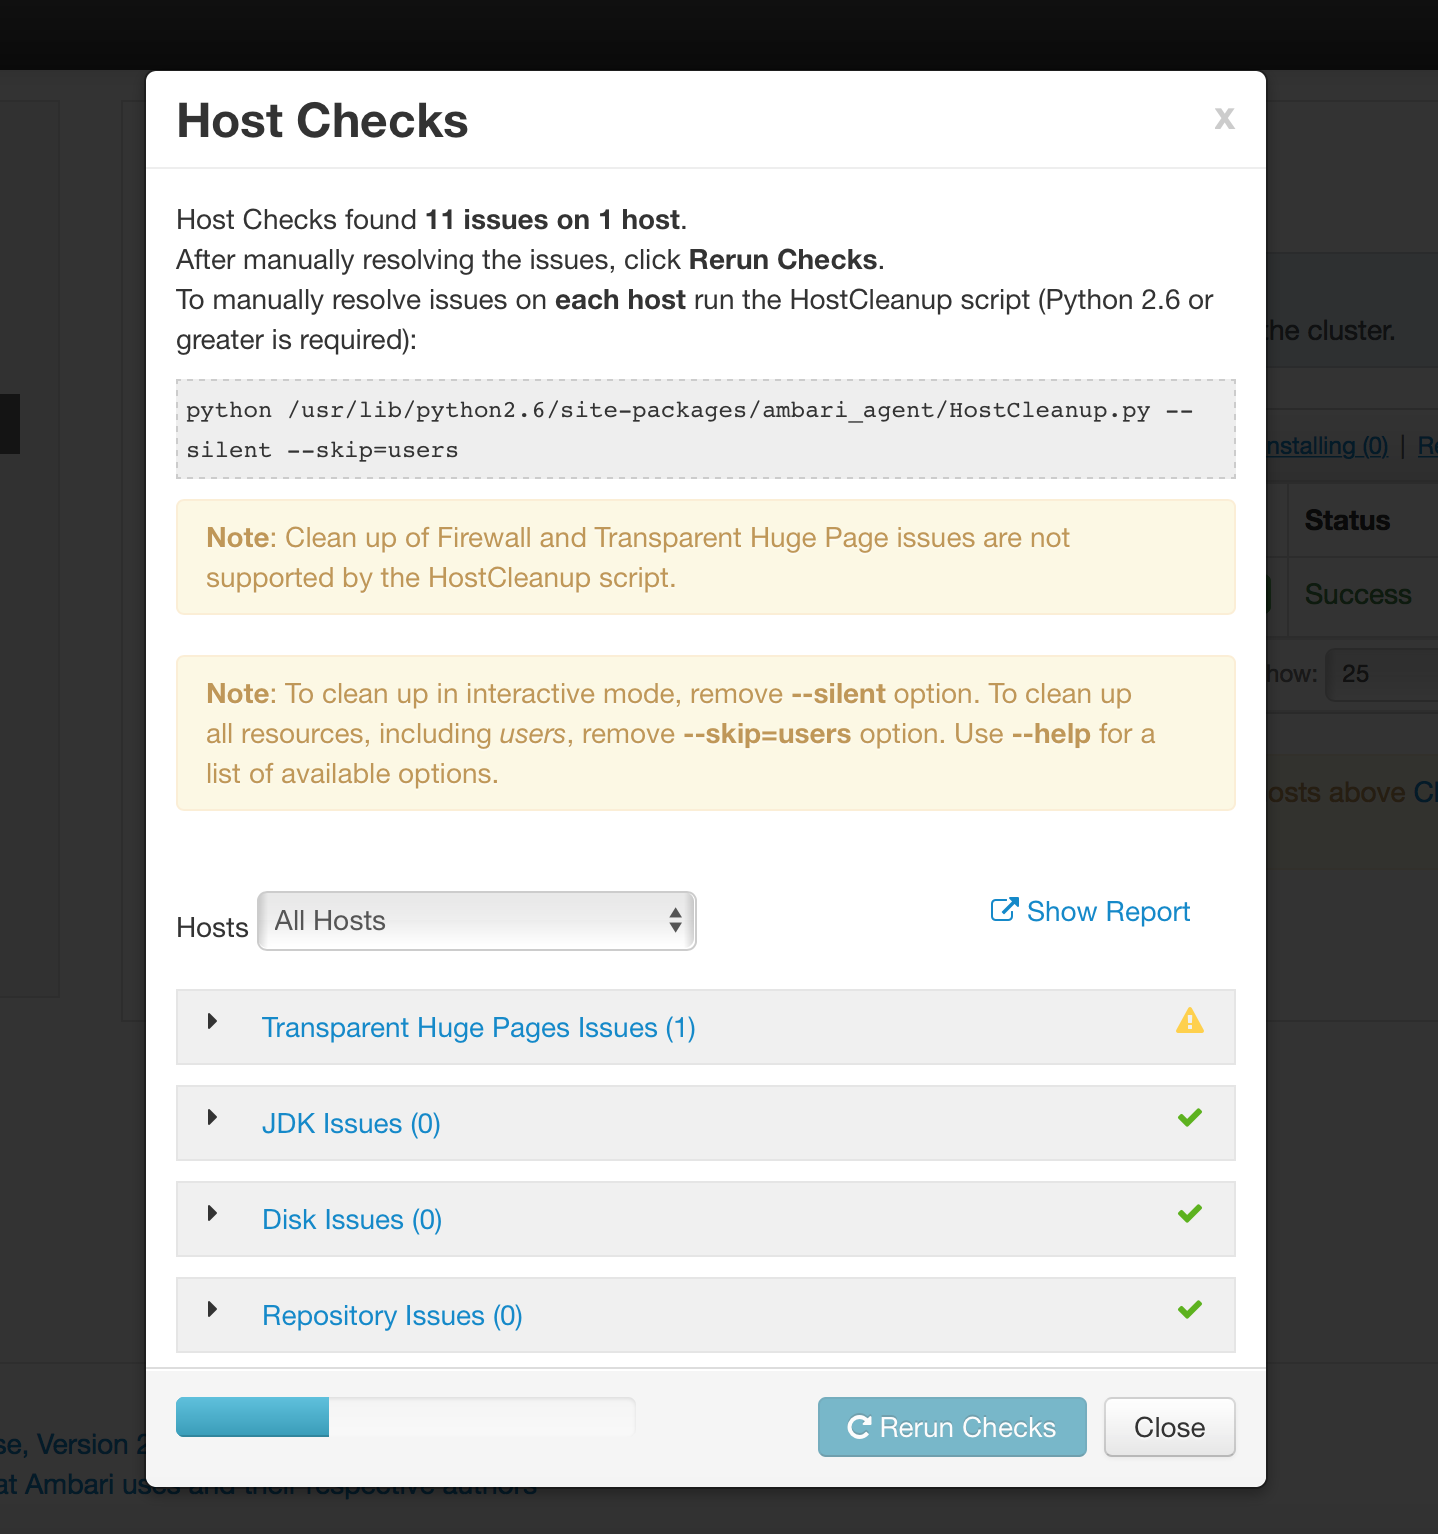 Host Checks
x
Host Checks found 11 issues on 1 host.
After manually resolving the issues, click Rerun Checks.
To manually resolve issues on each host run the HostCleanup script (Python 2.6 or
greater is required):
python /usr/lib/python2.6/site-packages/ambari_agent/HostCleanup.py --
silent --skip=users
Note: Clean up of Firewall and Transparent Huge Page issues are not
supported by the HostCleanup script.
Note: To clean up in interactive mode, remove --silent option. To clean up
all resources, including users, remove --skip=users option. Use --help for a
list of available options.
Hosts All Hosts
Show Report
Transparent Huge Pages Issues (1)
JDK Issues (0)
Disk Issues (0)
Repository Issues (0)
Rerun Checks
Close
the cluster.
nstalling (0) |
Status
Success
how: 25
osts above
se, Version 2
at Ambari uses and their respective authors